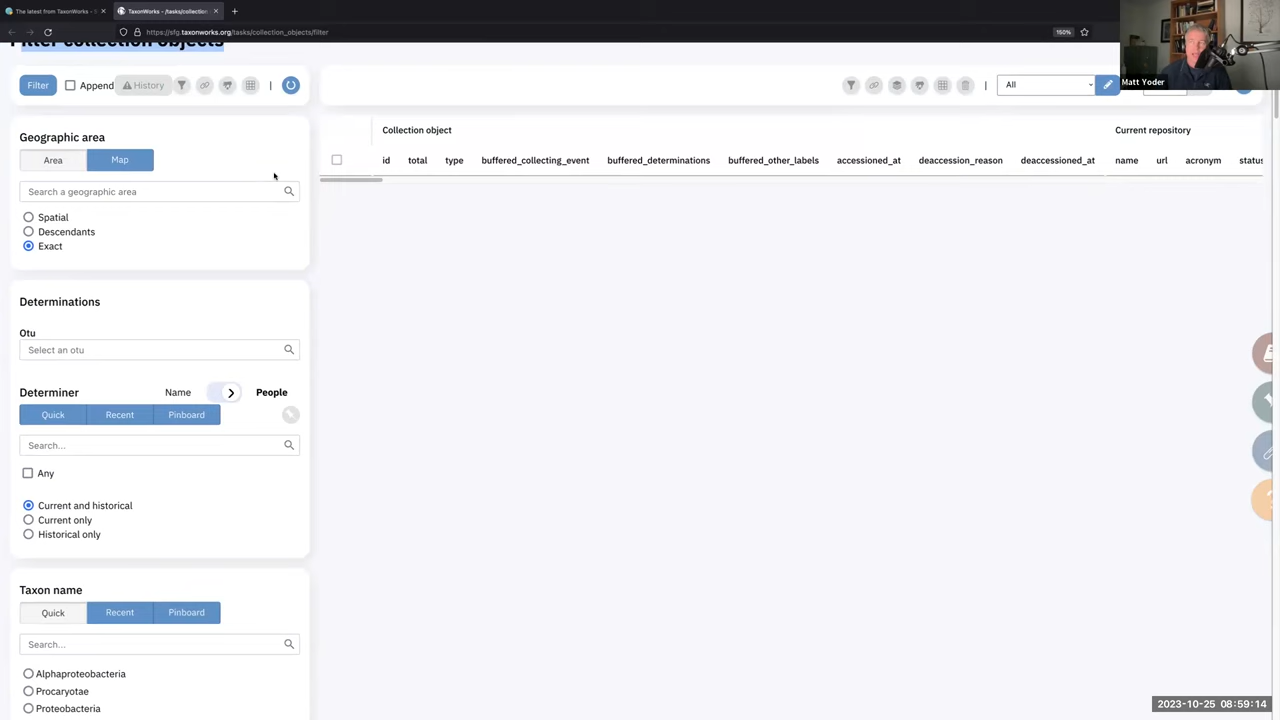 The latest from TaxonWorks - S
TaxonWorks - /tasks/collection
https://sfg.taxonworks.org/tasks/collection_objects/filter
150%
Matt Yoder
Filter collection objects
Filter
Append
History
All
Geographic area
Area
Map
Search a geographic area
Spatial
Descendants
Exact
Collection object
Current repository
id total type buffered_collecting_event buffered_determinations buffered_other_labels accessioned_at deaccession_reason deaccessioned_at name url acronym status
Determinations
Otu
Select an otu
Determiner
Name
People
Quick
Recent
Pinboard
Search...
Any
Current and historical
Current only
Historical only
Taxon name
Quick
Recent
Pinboard
Search...
Alphaproteobacteria
Procaryotae
Proteobacteria
2023-10-25 08:59:14